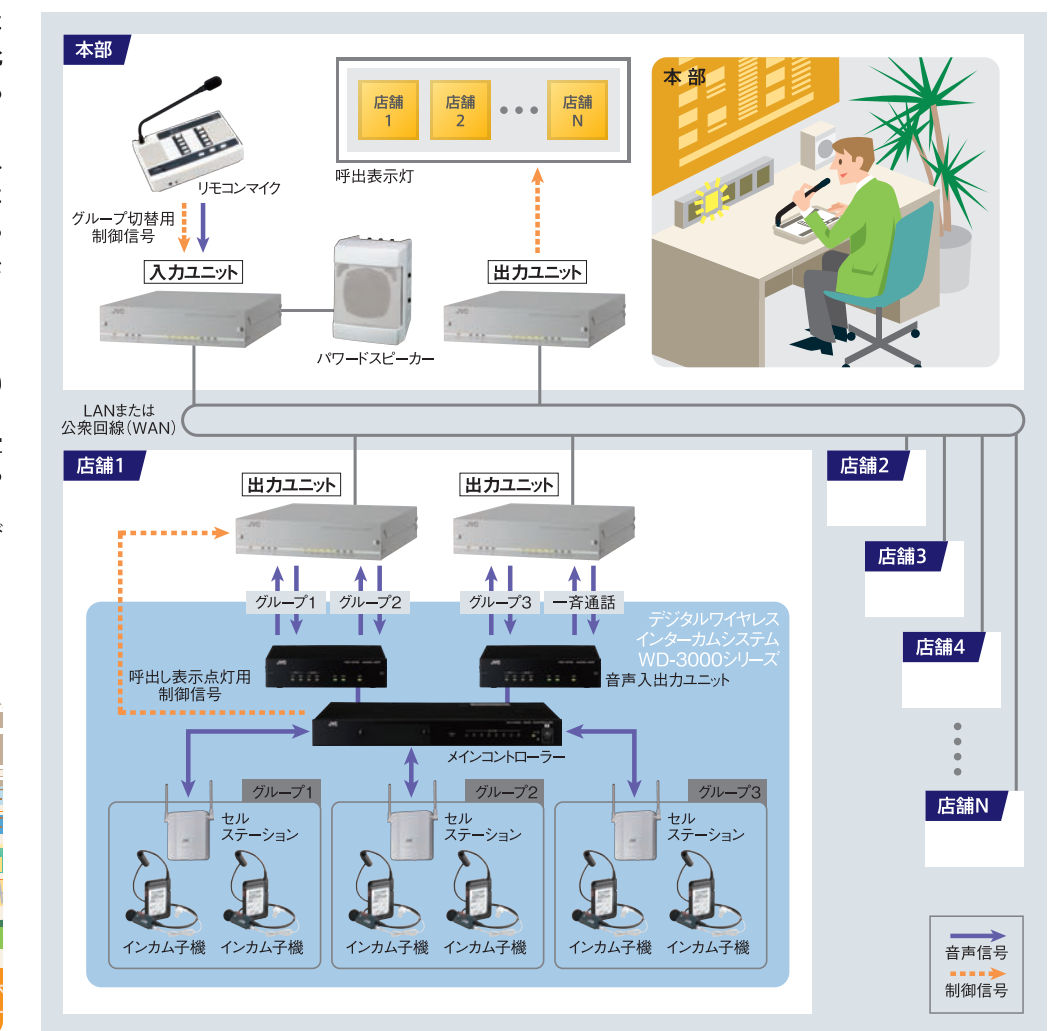 本部
店舗
1
店舗
2
店舗
N
呼出表示灯
リモコンマイク
グループ切替用
制御信号
入力ユニット
JVC
パワードスピーカー
出力ユニット
JVC
本 部
LANまたは
公衆回線(WAN)
店舗1
出力ユニット
JVC
出力ユニット
JVC
グループ1
グループ2
グループ3
一斉通話
デジタルワイヤレス
インターカムシステム
WD-3000シリーズ
JVC
JVC
音声入出力ユニット
呼出し表示点灯用
制御信号
JVC
メインコントローラー
グループ1
セル
ステーション
インカム子機
インカム子機
グループ2
セル
ステーション
インカム子機
インカム子機
グループ3
セル
ステーション
インカム子機
インカム子機
店舗2
店舗3
店舗4
店舗N
音声信号
制御信号